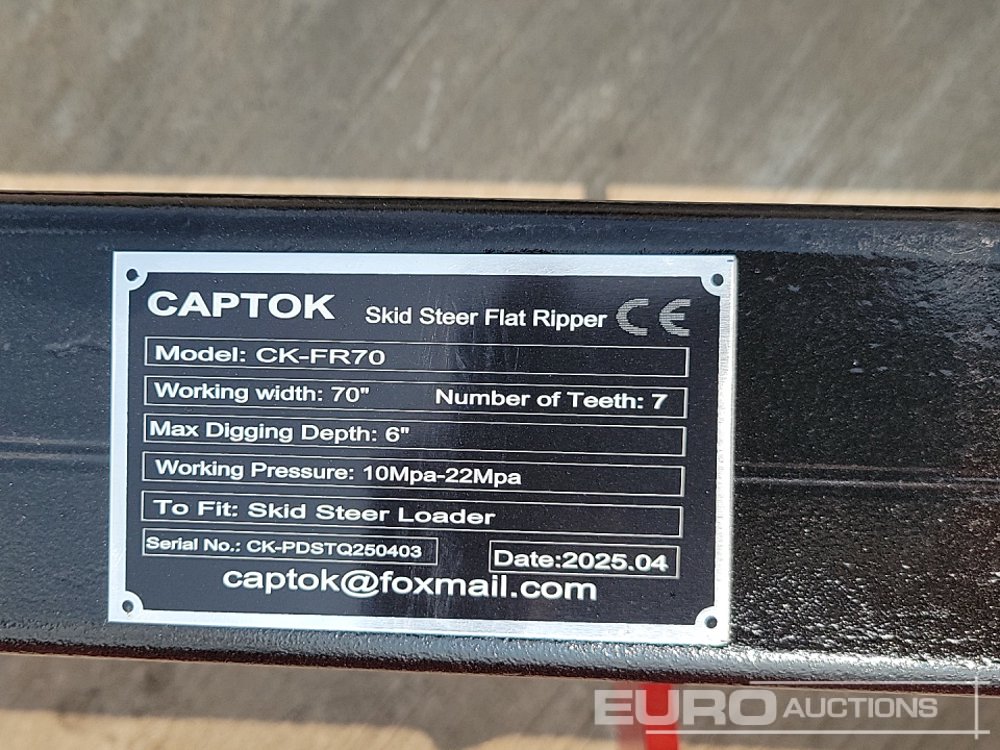 CAPTOK Skid Steer Flat Ripper CE
Model: CK-FR70
Working width: 70" Number of Teeth: 7
Max Digging Depth: 6"
Working Pressure: 10Mpa-22Mpa
To Fit: Skid Steer Loader
Serial No.: CK-PDSTQ250403 Date:2025.04
captok@foxmail.com
EURO AUCTIONS